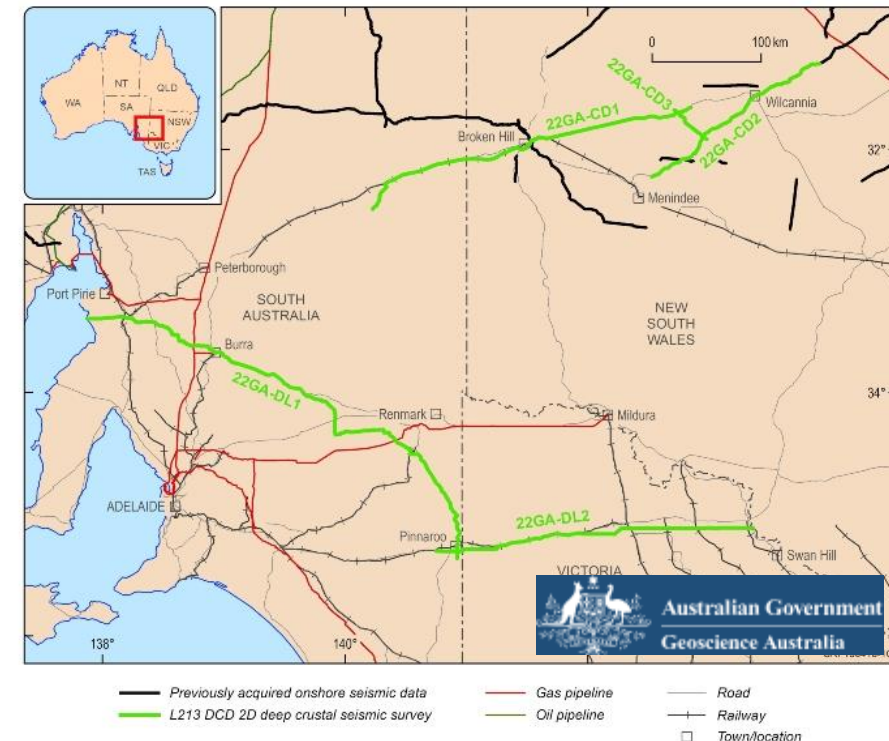 NT
QLD
WA
SA
NSW
VIC
TAS
0
100 km
22GA-CD3
Wilcannia
22GA-CD1
Broken Hill
22GA-CD2
32°
Menindee
Peterborough
Port Pirie
SOUTH
AUSTRALIA
NEW
SOUTH
WALES
Burra
22GA-DL1
34°
Renmark
Mildura
ADELAIDE
22GA-DL2
Pinnaroo
Swan Hill
VICTORIA
Australian Government
Geoscience Australia
138°
140°
Previously acquired onshore seismic data
Gas pipeline
Road
L213 DCD 2D deep crustal seismic survey
Oil pipeline
Railway
Town/location